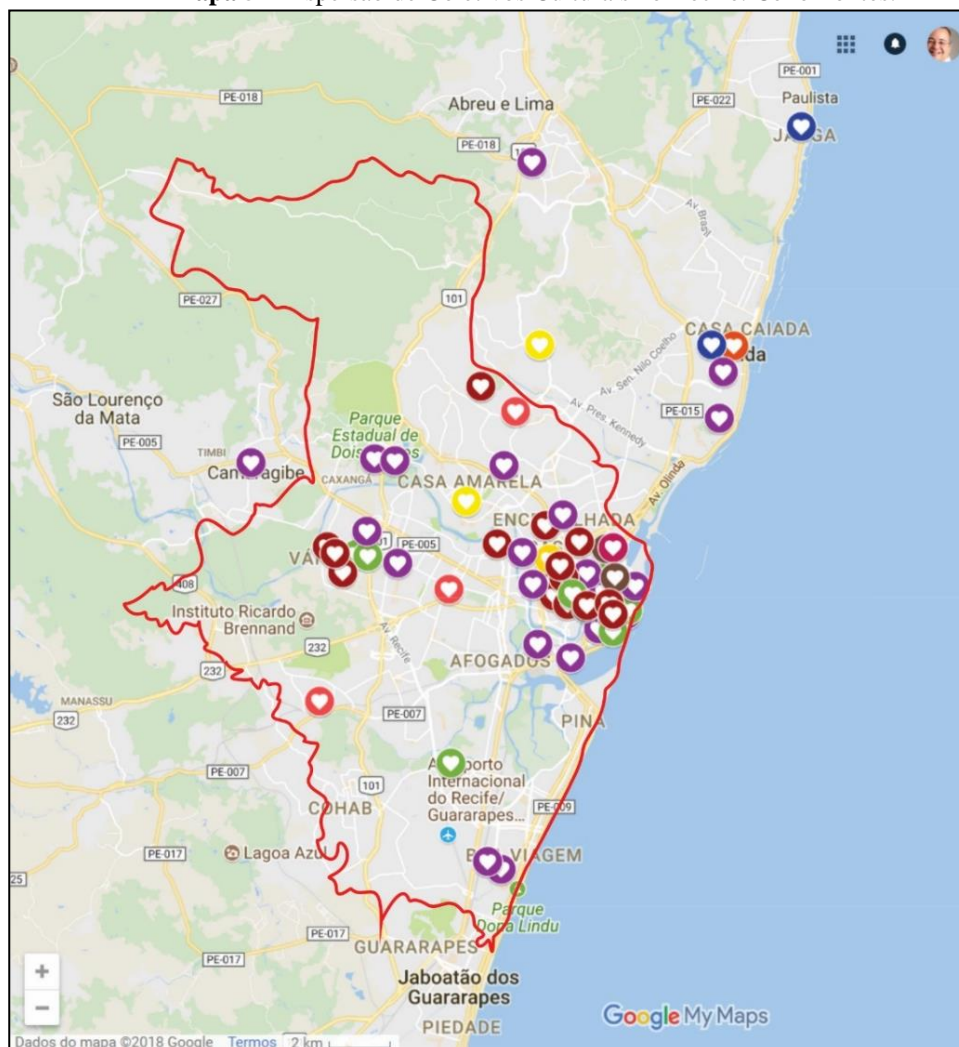 PE-001
PE-018
Abreu e Lima
PE-022
Paulista
PE-018
Av. Brasil
PE-027
101
CASA CAIADA
Av. Sen. Nilo Coelho
São Lourenço
da Mata
Av. Pres. Kennedy
PE-015
PE-005
TIMBI
Parque
Estadual de
CAXANGÁ
CASA AMARELA
Av. Olinda
PE-005
408
Instituto Ricardo
Brennand
Av. Recife
232
AFOGADOS
232
MANASSU
232
PINA
PE-007
PE-007
Internacional
do Recife/
Guararapes...
101
COHAB
PE-009
PE-017
Lagoa Azul
VIAGEM
PE-017
Parque
Dona Lindu
PE-017
GUARARAPES
PE-017
Jaboatão dos
Guararapes
PIEDADE
+
−
Google My Maps
Dados do mapa ©2018 Google Termos 2 km